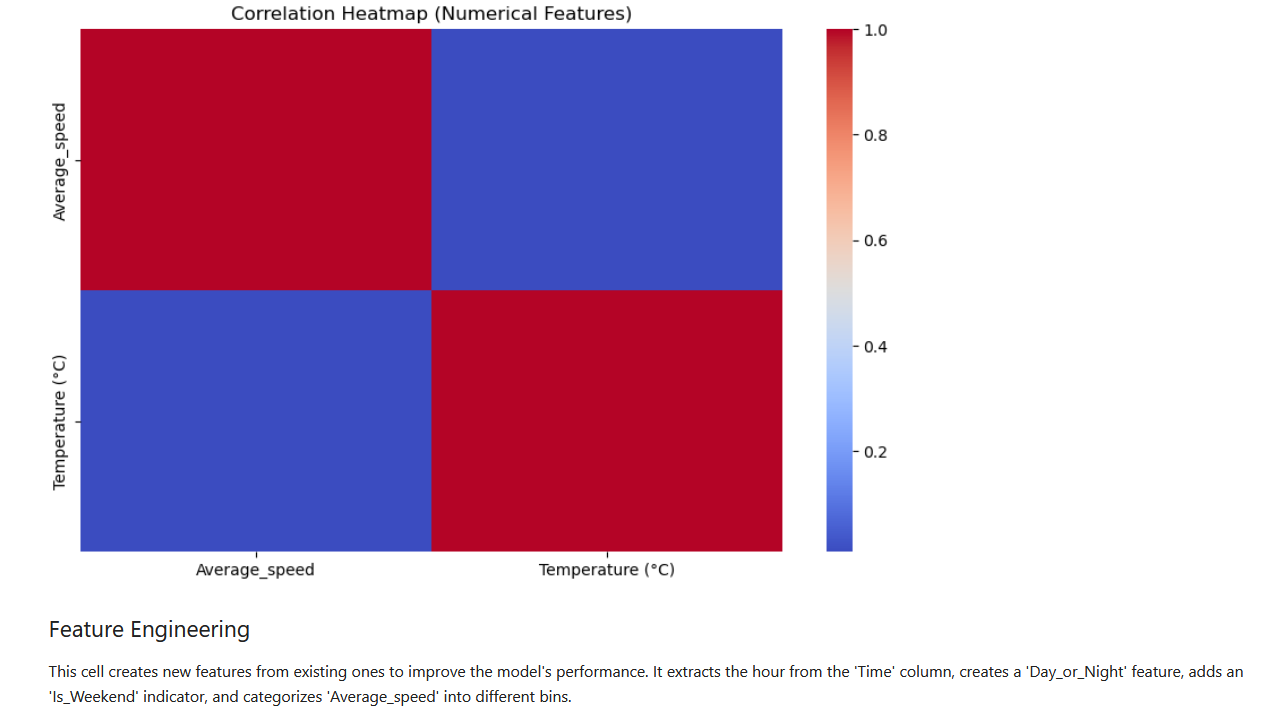 Correlation Heatmap (Numerical Features)
Average_speed
Temperature (°C)
Average_speed
Temperature (°C)
1.0
0.8
0.6
0.4
0.2
Feature Engineering
This cell creates new features from existing ones to improve the model's performance. It extracts the hour from the 'Time' column, creates a 'Day_or_Night' feature, adds an
'Is_Weekend' indicator, and categorizes 'Average_speed' into different bins.